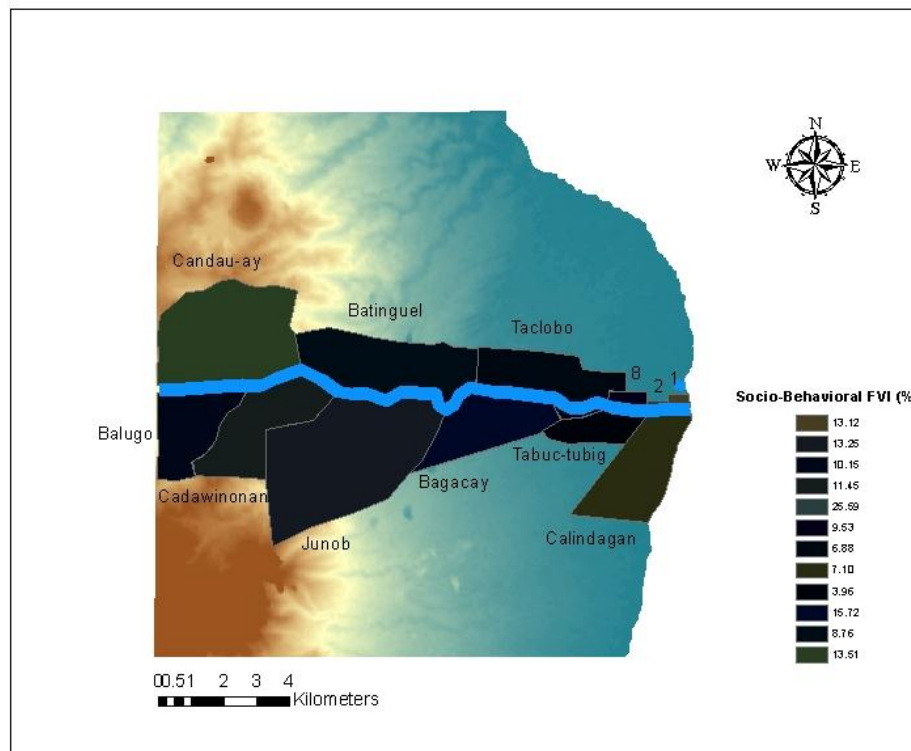 N
W E
S
Candau-ay
Batinguel
Taclobo
8
2
1
Balugo
Cadawinonan
Junob
Bagacay
Tabuc-tubig
Calindagan
Socio-Behavioral FVI (%
13.12
13.25
10.15
11.45
25.59
9.53
6.88
7.10
3.96
15.72
8.76
13.51
00.51 2 3 4
Kilometers